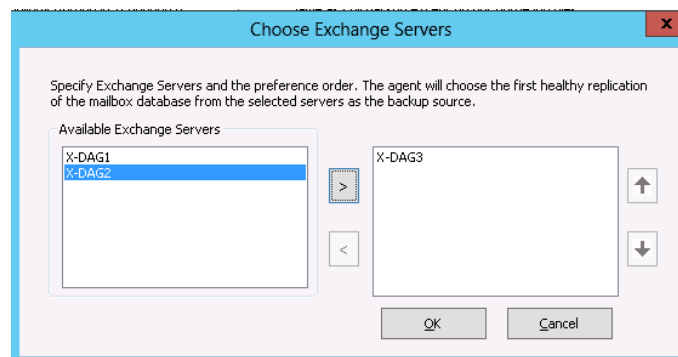 Choose Exchange Servers
x
Specify Exchange Servers and the preference order. The agent will choose the first healthy replication
of the mailbox database from the selected servers as the backup source.
Available Exchange Servers
X-DAG1
X-DAG2
>
<
X-DAG3
OK
Cancel